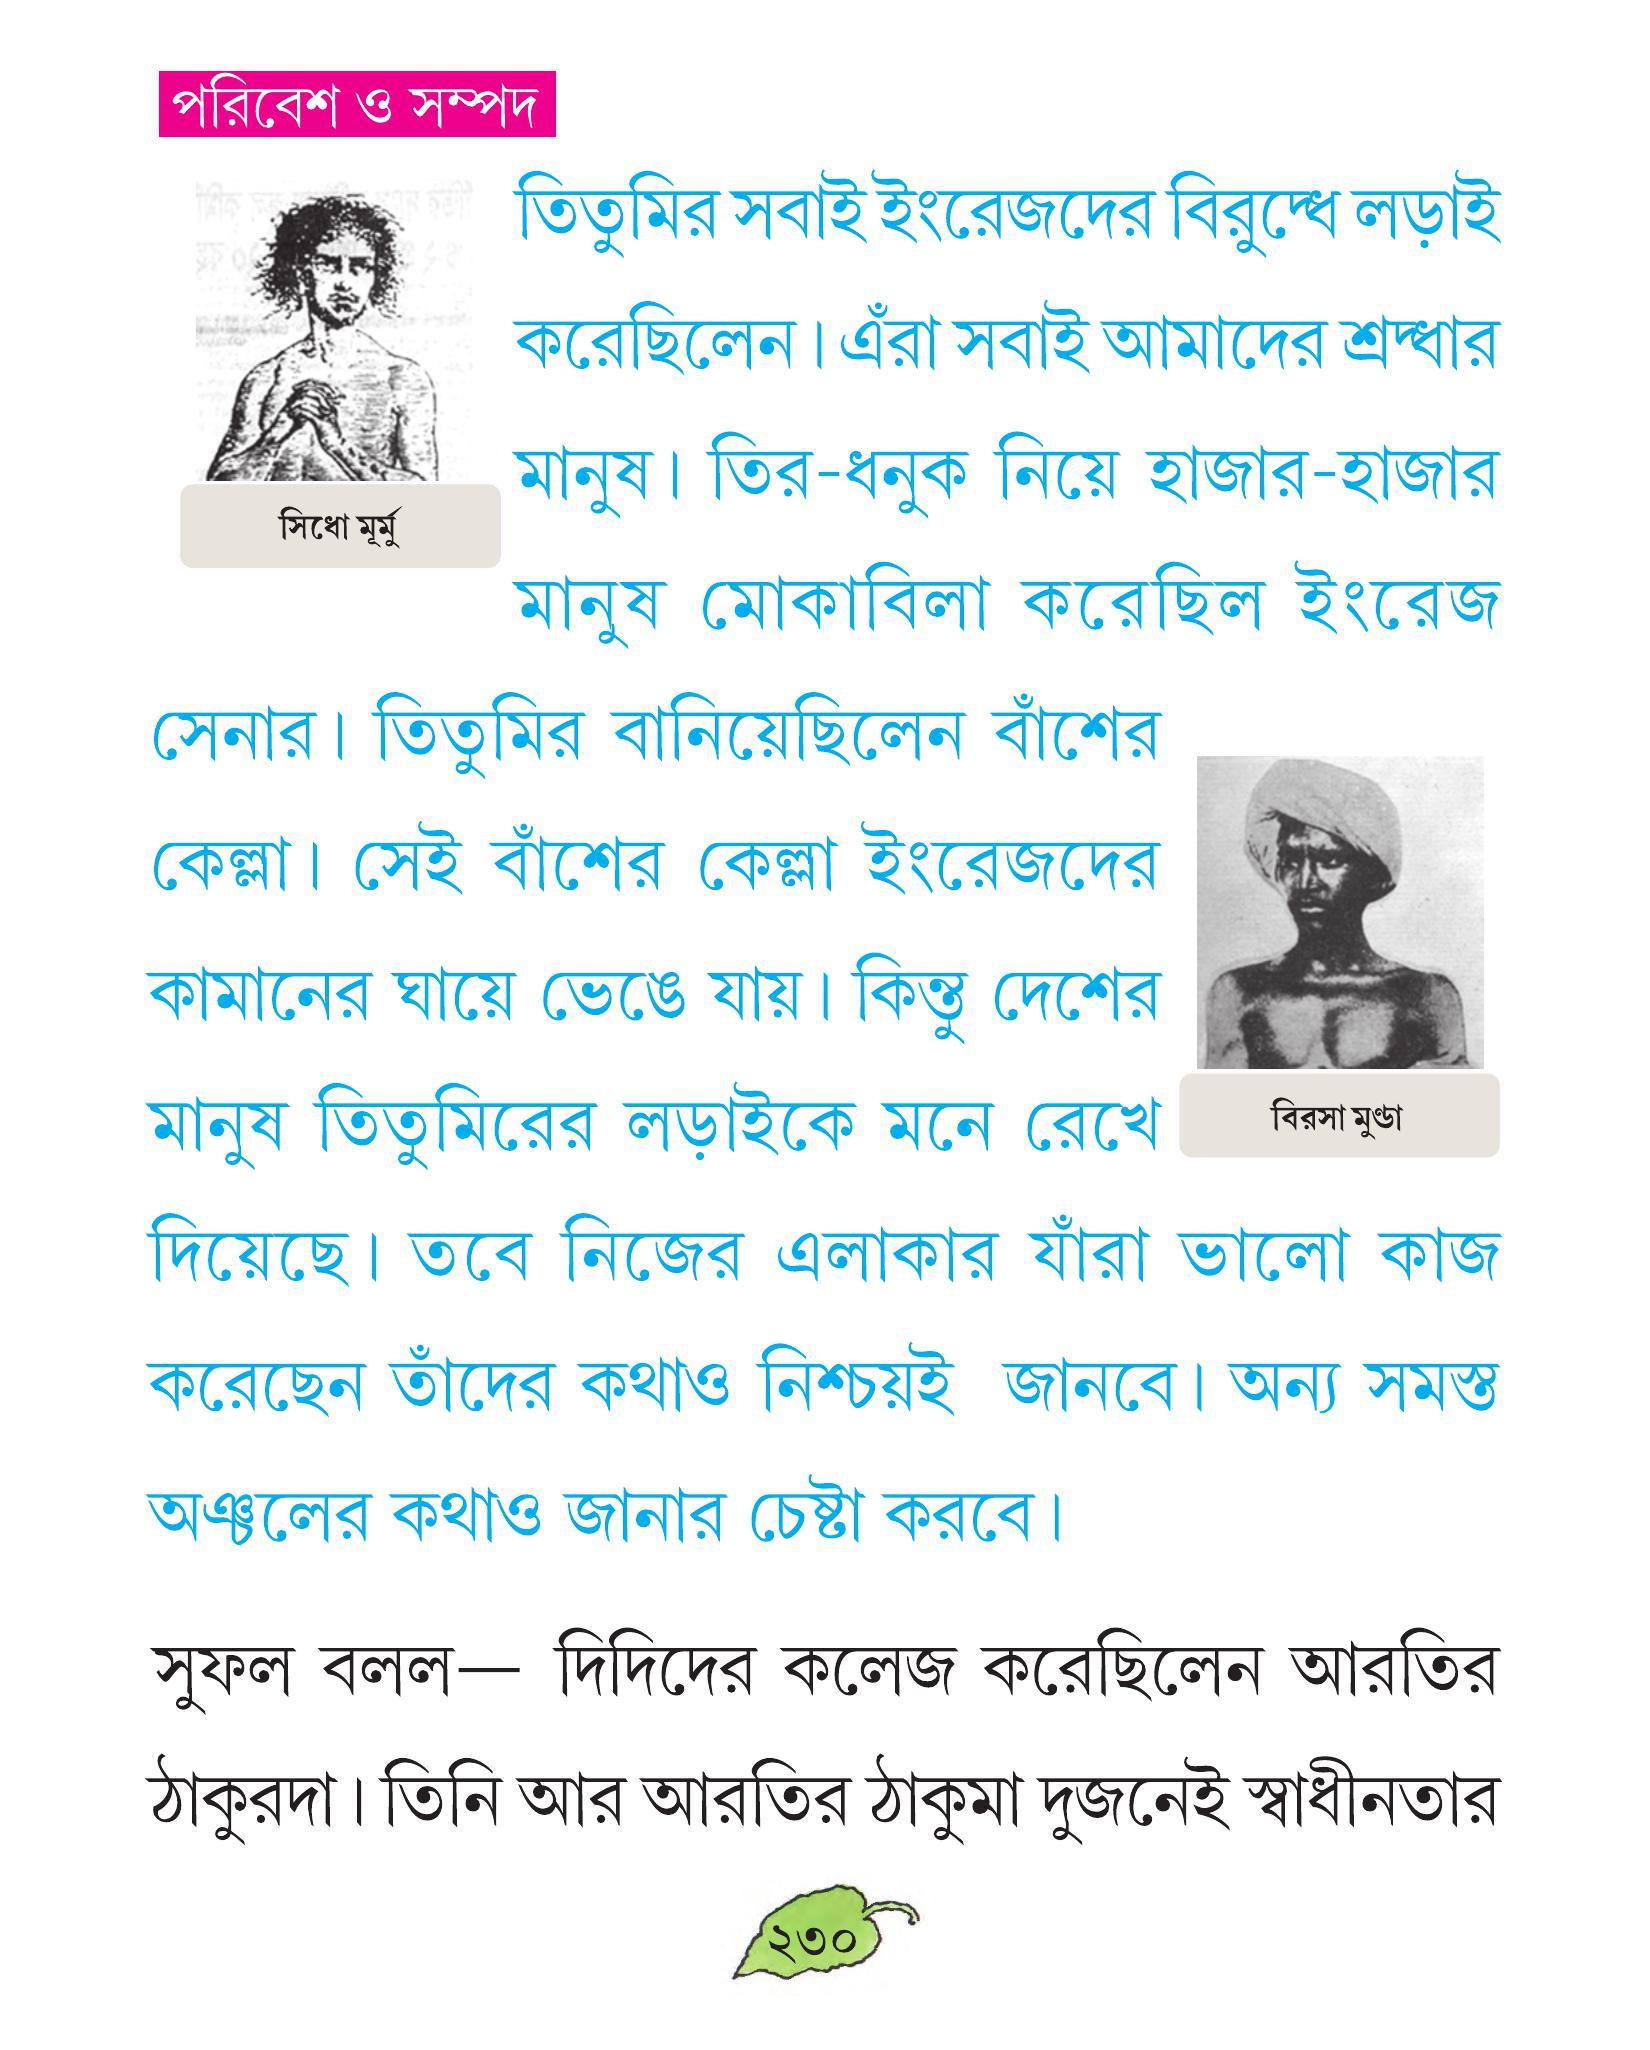 পরিবেশ ও সম্পদ
তিতুমির সবাই ইংরেজদের বিরুদ্ধে লড়াই
করেছিলেন। এঁরা সবাই আমাদের শ্রদ্ধার
মানুষ। তির-ধনুক নিয়ে হাজার-হাজার
সিধো মূর্মু
মানুষ মোকাবিলা করেছিল ইংরেজ
সেনার। তিতুমির বানিয়েছিলেন বাঁশের
কেল্লা। সেই বাঁশের কেল্লা ইংরেজদের
কামানের ঘায়ে ভেঙে যায়। কিন্তু দেশের
মানুষ তিতুমিরের লড়াইকে মনে রেখে
বিরসা মুণ্ডা
দিয়েছে। তবে নিজের এলাকার যাঁরা ভালো কাজ
করেছেন তাঁদের কথাও নিশ্চয়ই জানবে। অন্য সমস্ত
অঞ্চলের কথাও জানার চেষ্টা করবে।
সুফল বলল— দিদিদের কলেজ করেছিলেন আরতির
ঠাকুরদা। তিনি আর আরতির ঠাকুমা দুজনেই স্বাধীনতার
২৩০